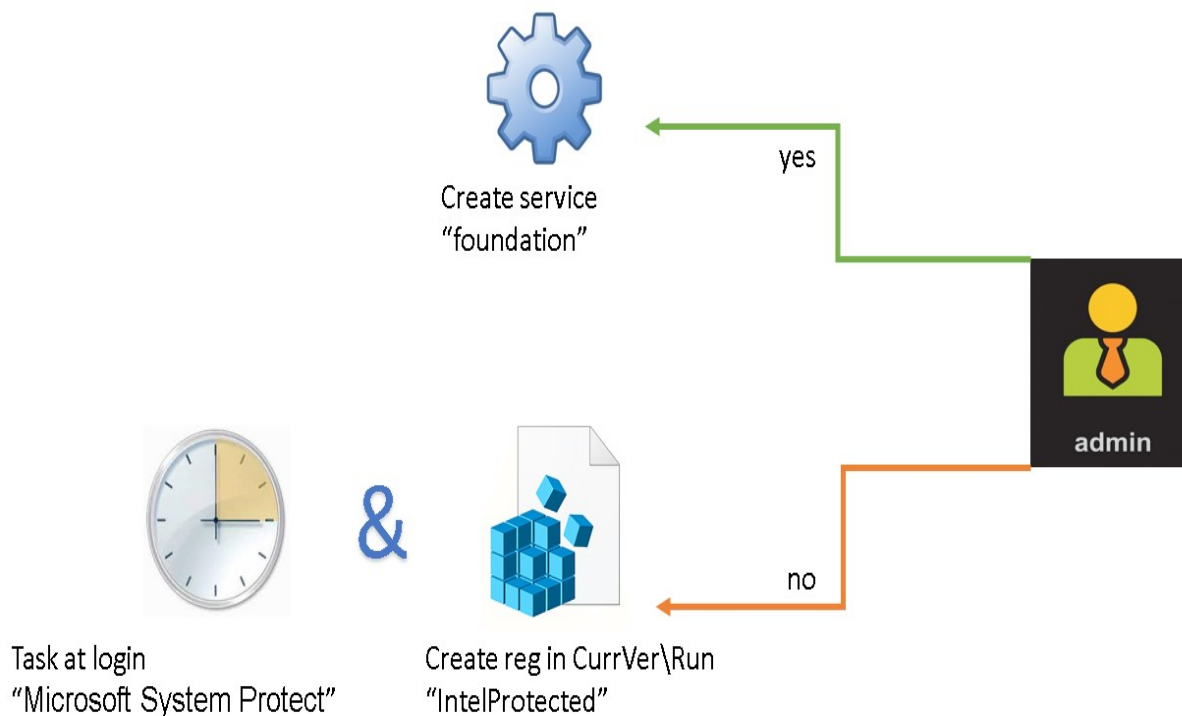 yes
Create service
“foundation”
admin
&
no
Task at login
“Microsoft System Protect”
Create reg in CurrVer\Run
“IntelProtected”